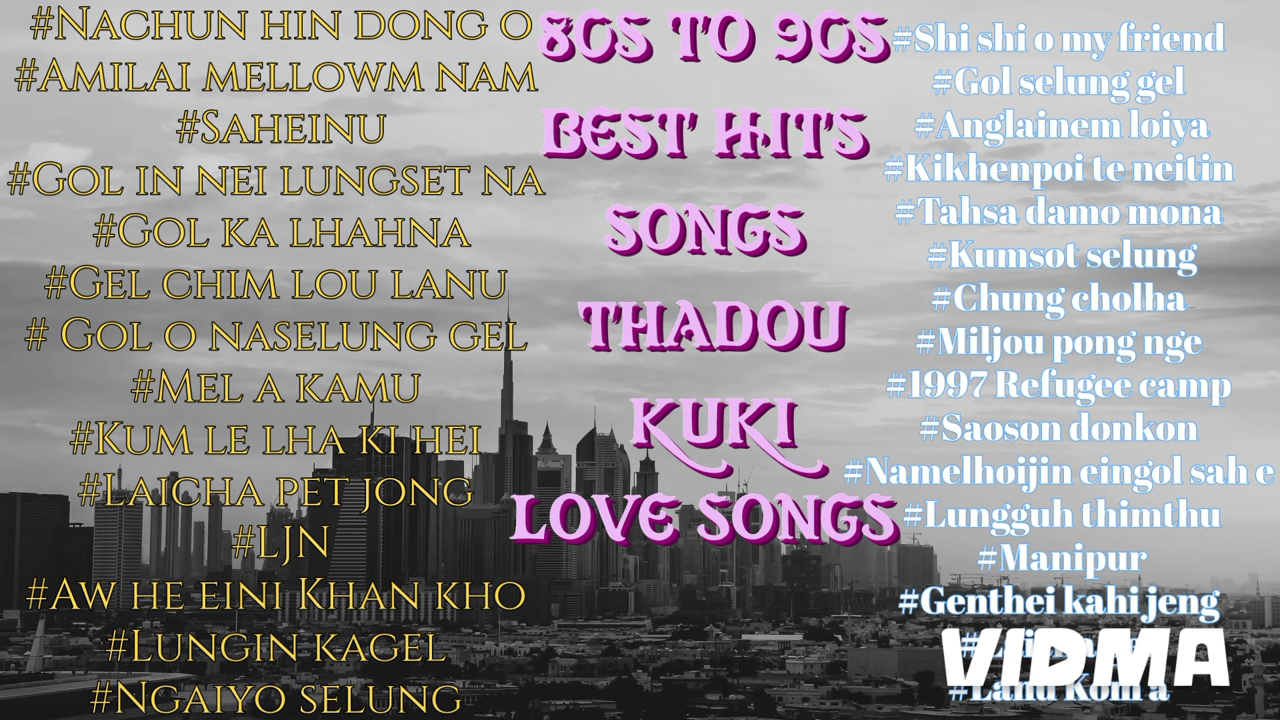 #Nachun hin dong o
#Amilai mellowm nam
#Saheinu
#Gol in nei lungset na
#Gol ka lhahna
#Gel chim lou lanu
# Gol o naselung gel
#Mel a kamu
#Kum le lha ki hei
#Laicha pet jong
#LJN
#Aw he eini Khan kho
#Lungin kagel
#Ngaiyo selung
80s to 90s
Best Hits
Songs
Thadou
Kuki
Love Songs
#Shi shi o my friend
#Gol selung gel
#Anglainem loiya
#Kikhenpoi te neitin
#Tahsa damo mona
#Kumsot selung
#Chung cholha
#Miljou pong nge
#1997 Refugee camp
#Saoson donkon
#Namelhoijin eingol sah e
#Lungguh thimthu
#Manipur
#Genthei kahi jeng
#Lanu Kom a
VIDMA